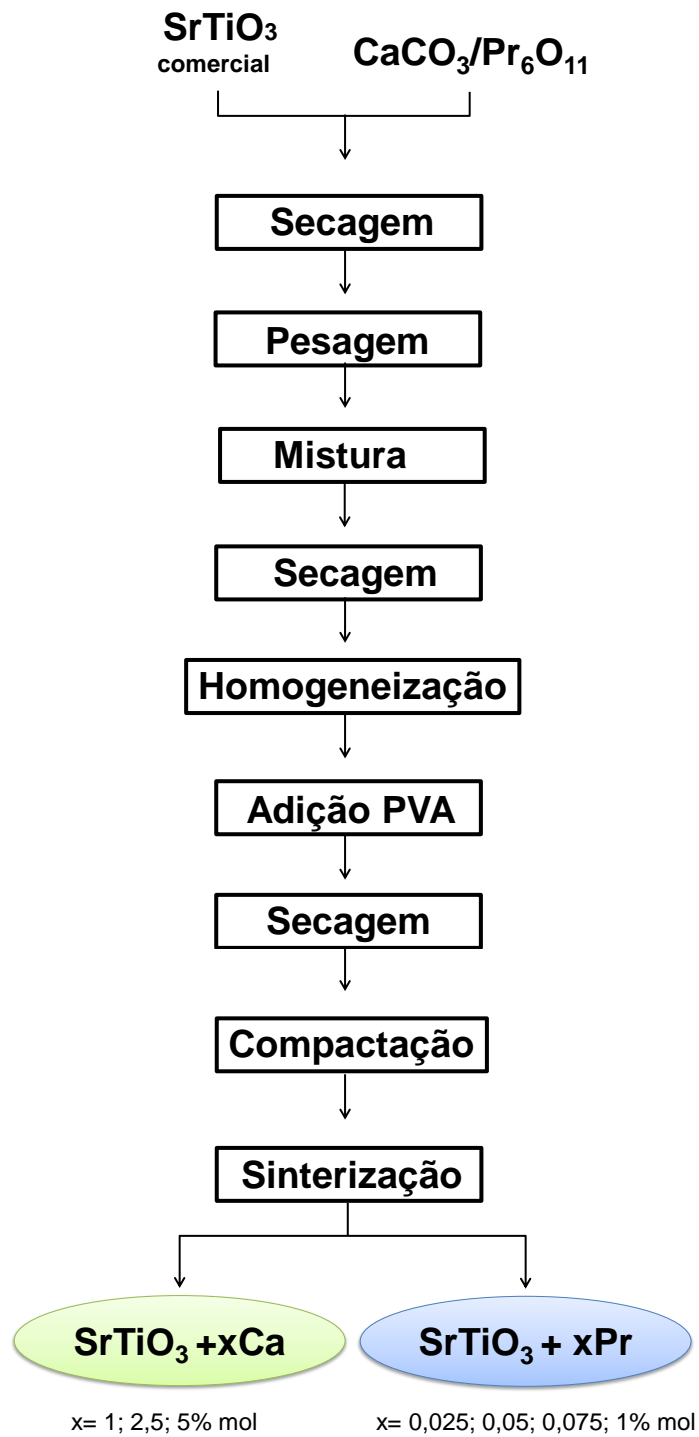 SrTiO₃
comercial
CaCO₃/Pr₆O₁₁
Secagem
Pesagem
Mistura
Secagem
Homogeneização
Adição PVA
Secagem
Compactação
Sinterização
SrTiO₃ +xCa
SrTiO₃ + xPr
x= 1; 2,5; 5% mol
x= 0,025; 0,05; 0,075; 1% mol